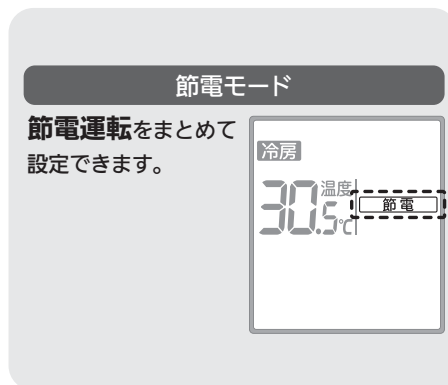 節電モード
節電運転をまとめて
設定できます。
冷房
温度
30.5℃
節電